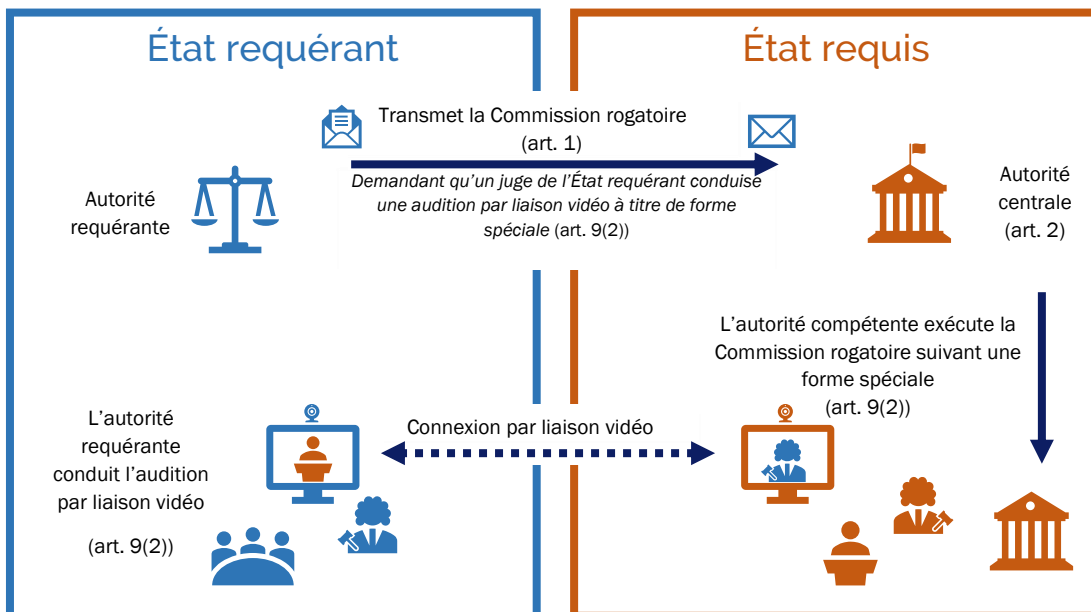 État requérant
État requis
Transmet la Commission rogatoire
(art. 1)
Demandant qu’un juge de l’État requérant conduise
une audition par liaison vidéo à titre de forme
spéciale (art. 9(2))
Autorité
requérante
Autorité
centrale
(art. 2)
L’autorité compétente exécute la
Commission rogatoire suivant une
forme spéciale
(art. 9(2))
L’autorité
requérante
conduit l’audition
par liaison vidéo
(art. 9(2))
Connexion par liaison vidéo